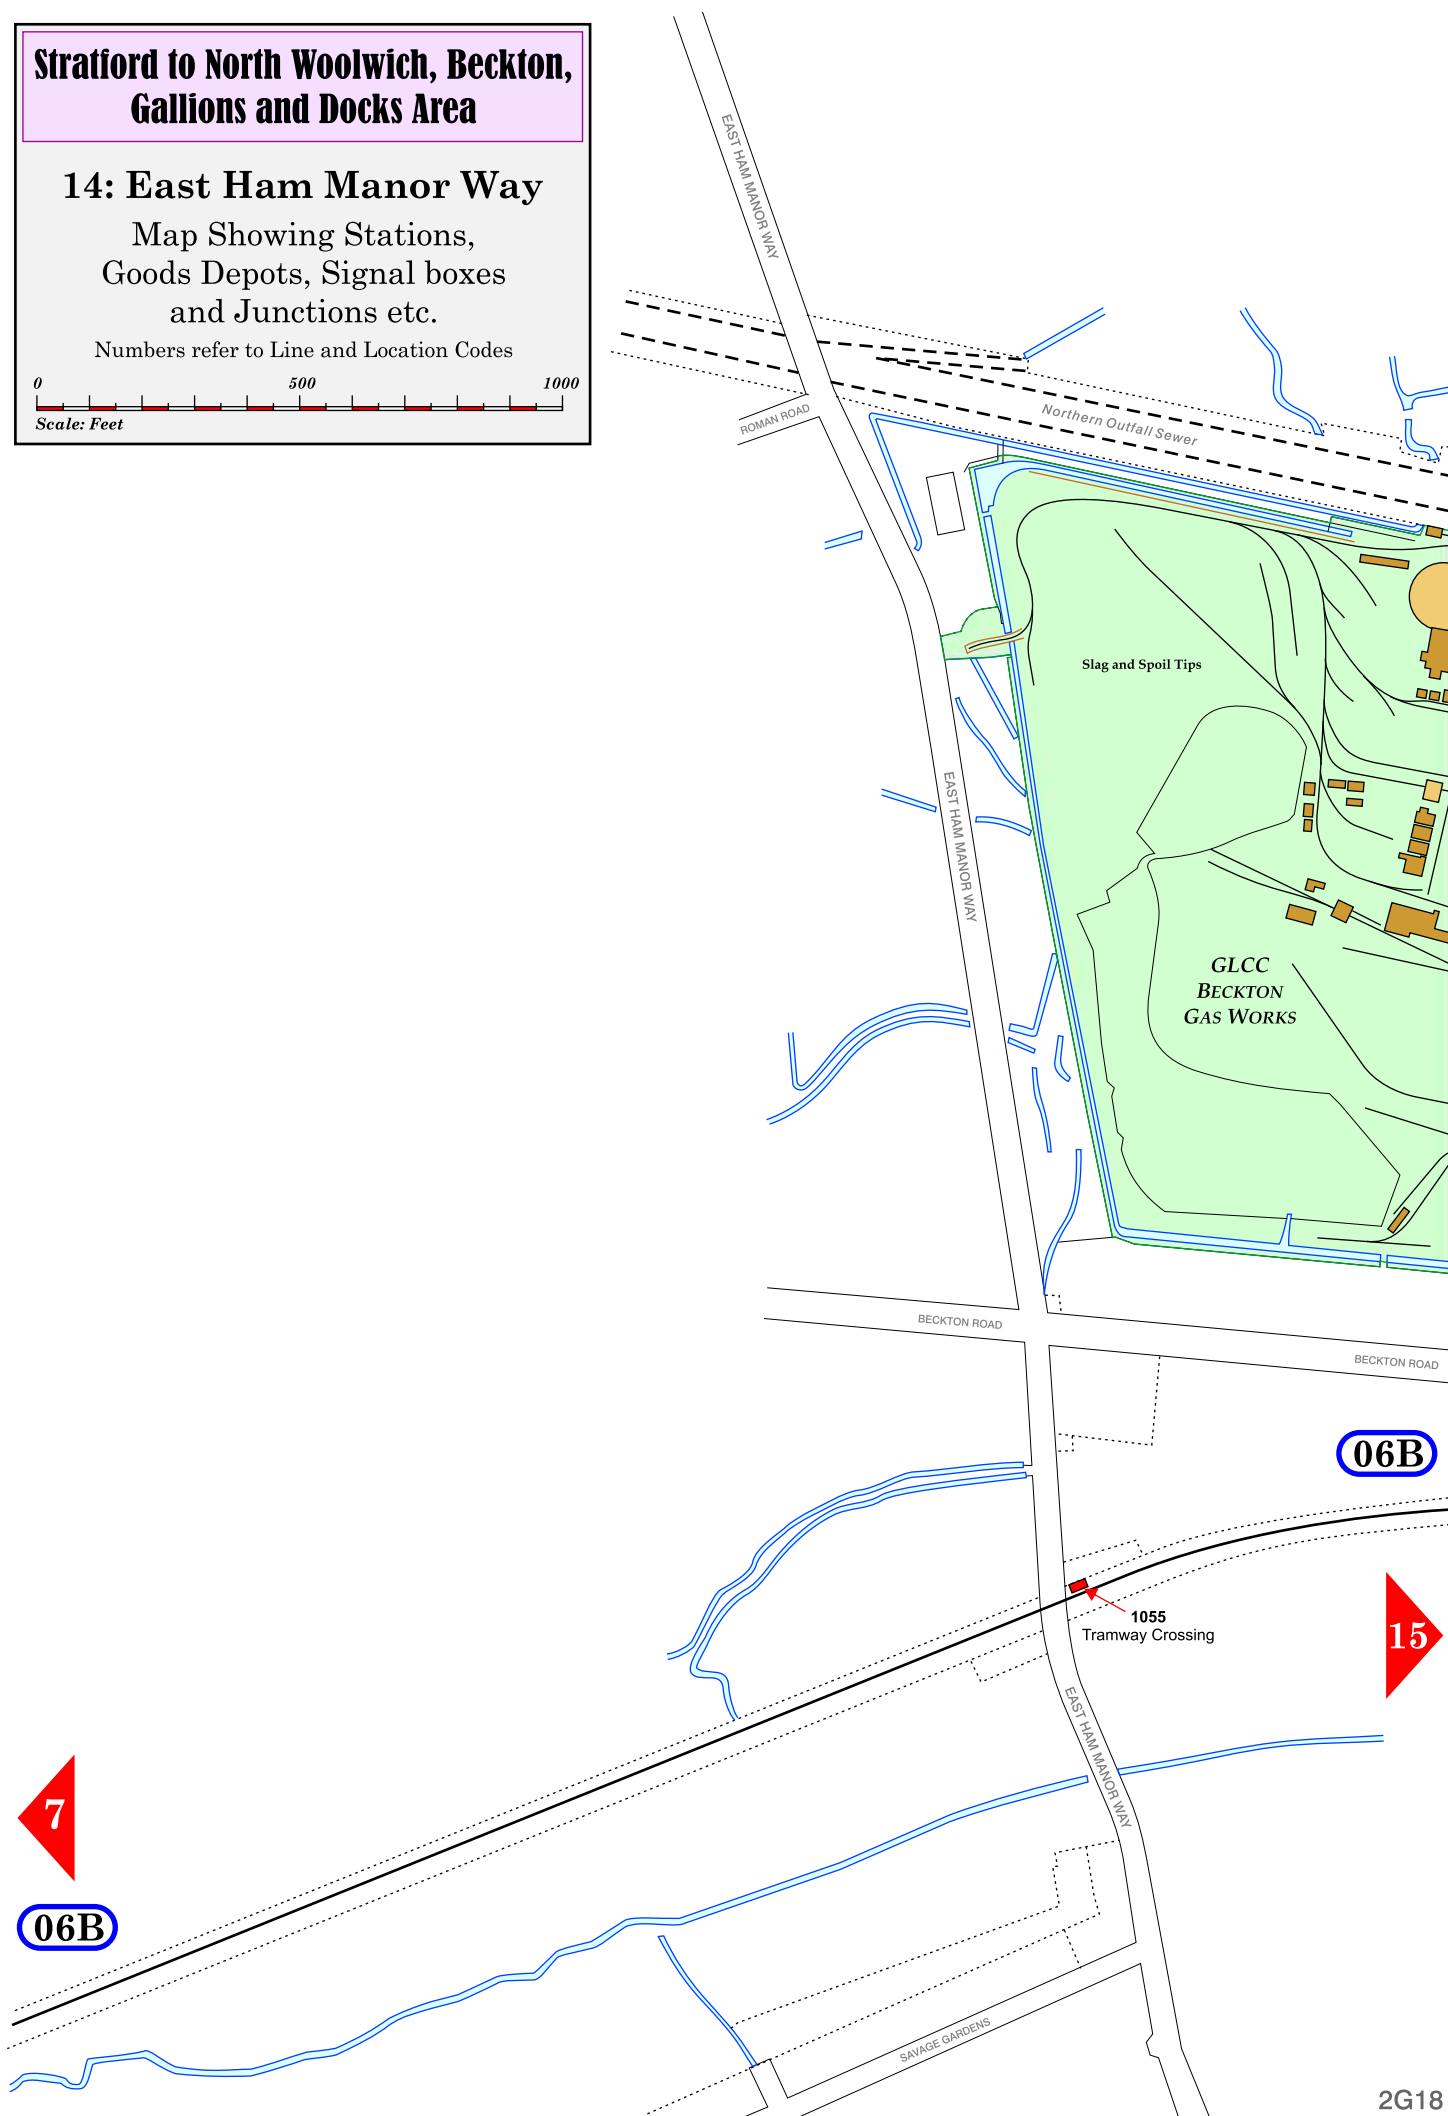 Stratford to North Woolwich, Beckton,
Gallions and Docks Area
14: East Ham Manor Way
Map Showing Stations,
Goods Depots, Signal boxes
and Junctions etc.
Numbers refer to Line and Location Codes
0 500 1000
Scale: Feet
EAST HAM MANOR WAY
ROMAN ROAD
Northern Outfall Sewer
Slag and Spoil Tips
EAST HAM MANOR WAY
GLCC
BECKTON
GAS WORKS
BECKTON ROAD
BECKTON ROAD
06B
1055
Tramway Crossing
15
EAST HAM MANOR WAY
7
06B
SAVAGE GARDENS
2G18